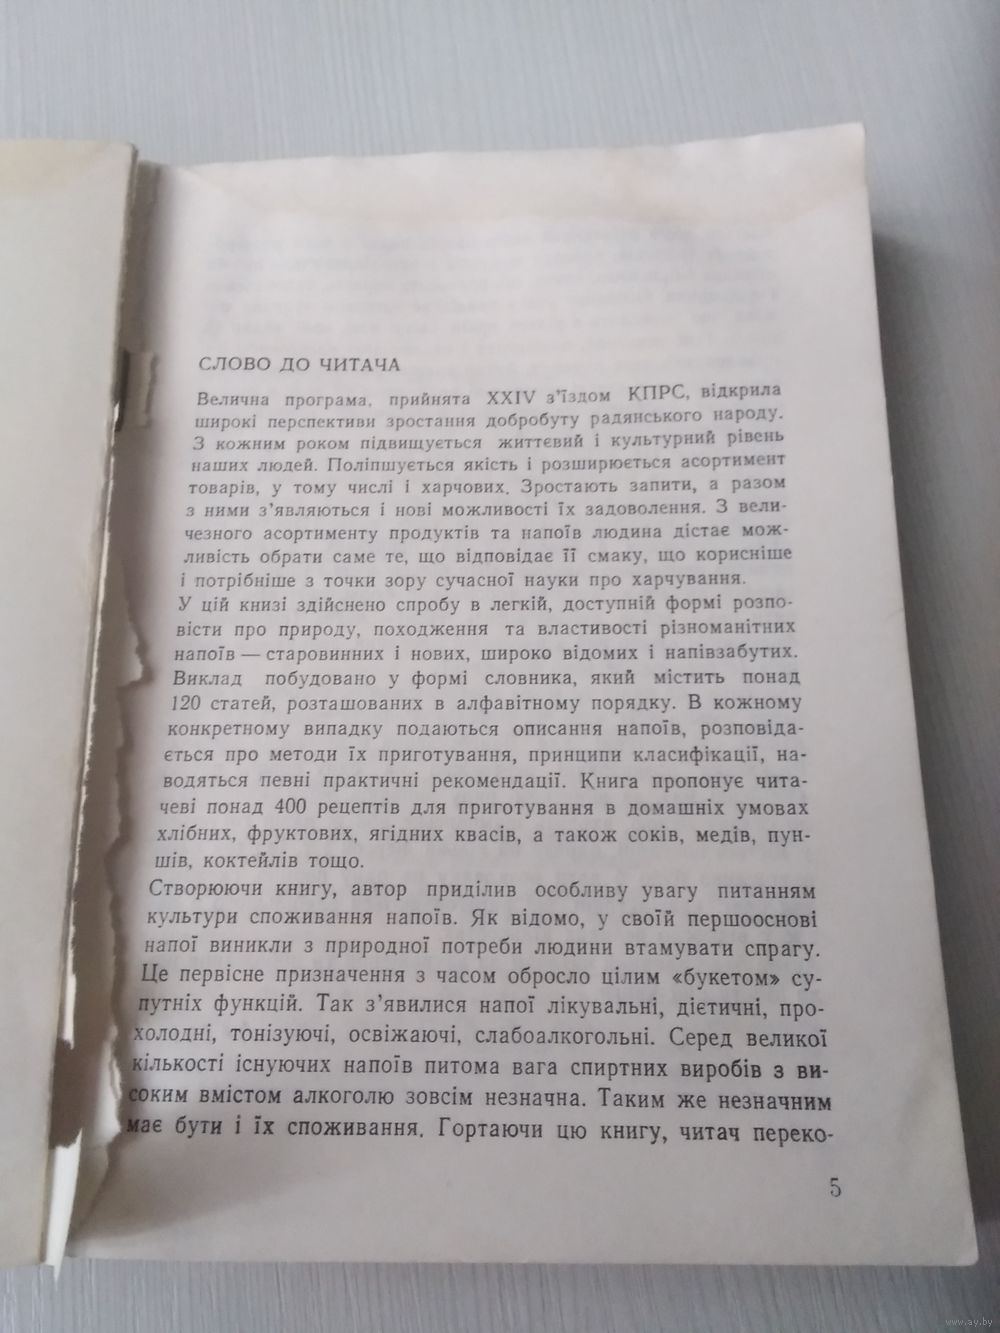 СЛОВО ДО ЧИТАЧА
Велична програма, прийнята XXIV з’їздом КПРС, відкрила
широкі перспективи зростання добробуту радянського народу.
З кожним роком підвищується життєвий і культурний рівень
наших людей. Поліпшується якість і розширюється асортимент
товарів, у тому числі і харчових. Зростають запити, а разом
з ними з’являються і нові можливості їх задоволення. З вели-
чезного асортименту продуктів та напоїв людина дістає мож-
ливість обрати саме те, що відповідає її смаку, що корисніше
і потрібніше з точки зору сучасної науки про харчування.
У цій книзі здійснено спробу в легкій, доступній формі розпо-
вісти про природу, походження та властивості різноманітних
напоїв — старовинних і нових, широко відомих і напівзабутих.
Виклад побудовано у формі словника, який містить понад
120 статей, розташованих в алфавітному порядку. В кожному
конкретному випадку подаються описання напоїв, розповіда-
ється про методи їх приготування, принципи класифікації, на-
водяться певні практичні рекомендації. Книга пропонує чита-
чеві понад 400 рецептів для приготування в домашніх умовах
хлібних, фруктових, ягідних квасів, а також соків, медів, пун-
шів, коктейлів тощо.
Створюючи книгу, автор приділив особливу увагу питанням
культури споживання напоїв. Як відомо, у своїй першооснові
напої виникли з природної потреби людини втамувати спрагу.
Це первісне призначення з часом обросло цілим «букетом» су-
путніх функцій. Так з’явилися напої лікувальні, дієтичні, про-
холодні, тонізуючі, освіжаючі, слабоалкогольні. Серед великої
кількості існуючих напоїв питома вага спиртних виробів з ви-
соким вмістом алкоголю зовсім незначна. Таким же незначним
має бути і їх споживання. Гортаючи цю книгу, читач переко-
5
www.ay.by